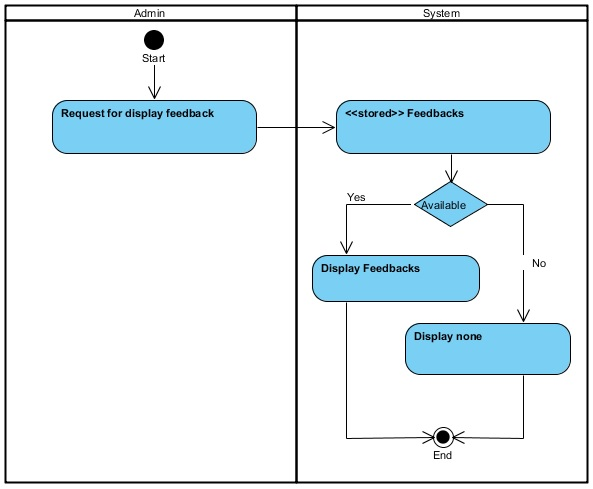 Admin
System
Start
Request for display feedback
<<stored>> Feedbacks
Yes
Available
No
Display Feedbacks
Display none
End